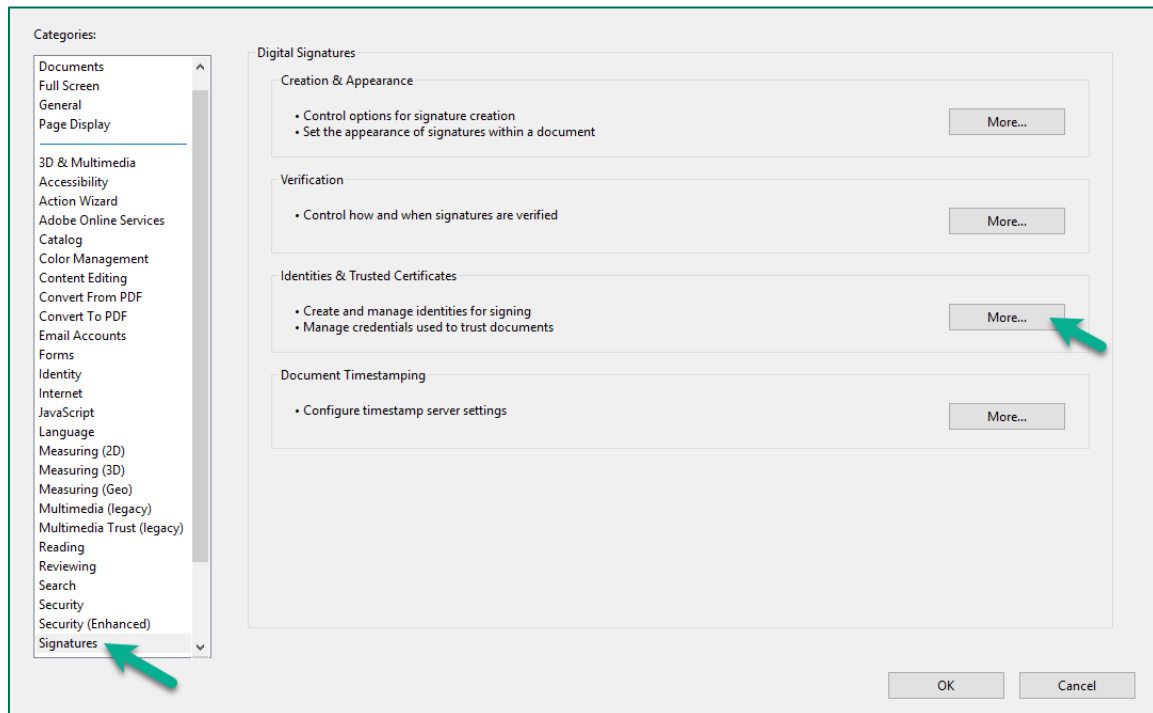 Categories:
Documents
Full Screen
General
Page Display
3D & Multimedia
Accessibility
Action Wizard
Adobe Online Services
Catalog
Color Management
Content Editing
Convert From PDF
Convert To PDF
Email Accounts
Forms
Identity
Internet
JavaScript
Language
Measuring (2D)
Measuring (3D)
Measuring (Geo)
Multimedia (legacy)
Multimedia Trust (legacy)
Reading
Reviewing
Search
Security
Security (Enhanced)
Signatures
Digital Signatures
Creation & Appearance
• Control options for signature creation
• Set the appearance of signatures within a document
More...
Verification
• Control how and when signatures are verified
More...
Identities & Trusted Certificates
• Create and manage identities for signing
• Manage credentials used to trust documents
More...
Document Timestamping
• Configure timestamp server settings
More...
OK
Cancel